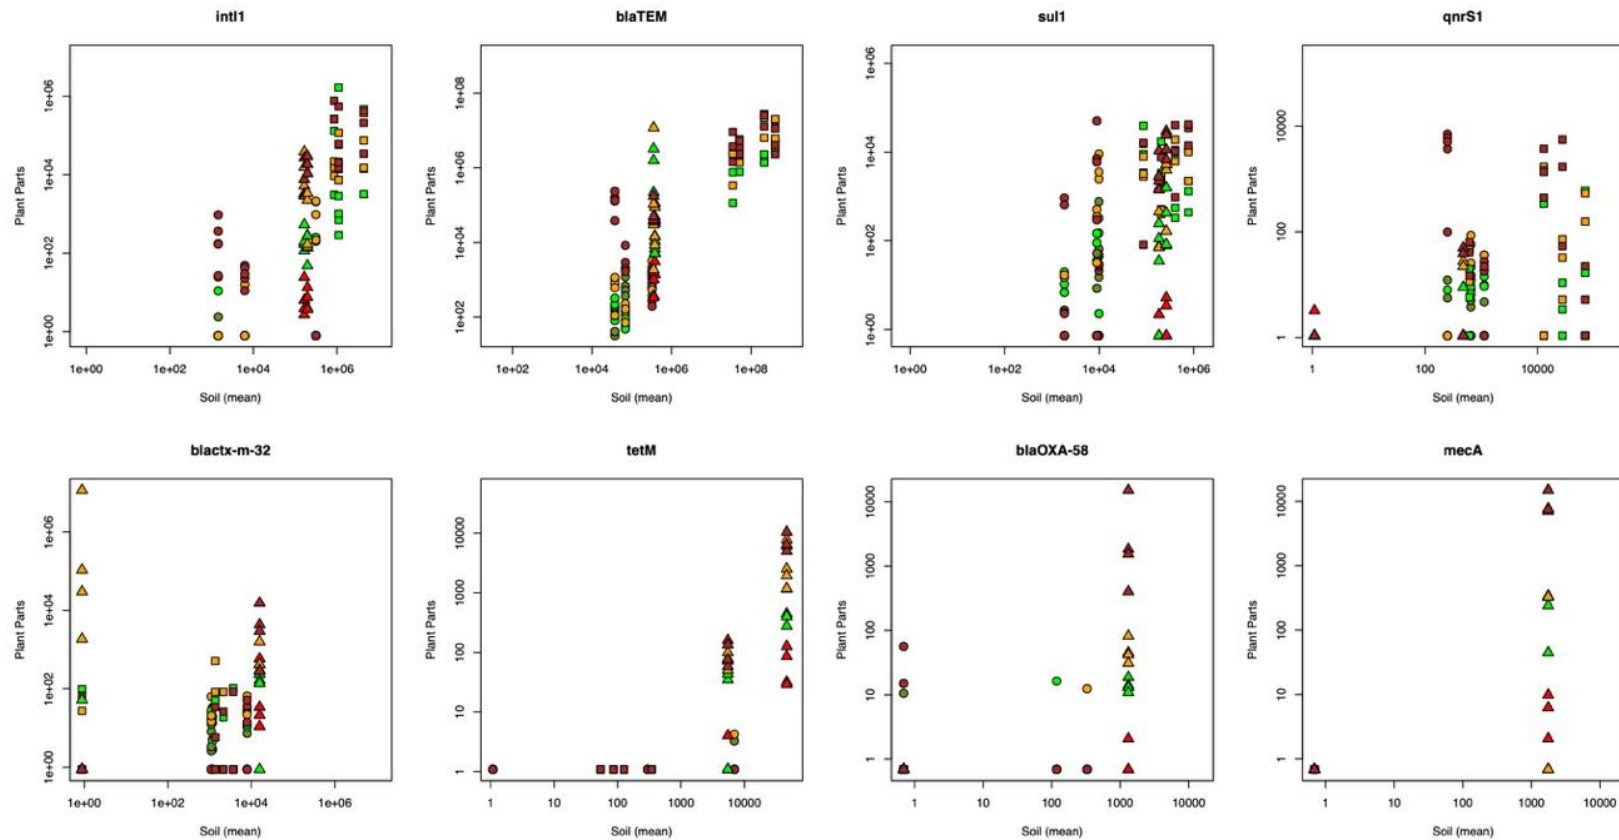 intI1
Plant Parts
1e+06
1e+04
1e+02
1e+00
1e+00 1e+02 1e+04 1e+06
Soil (mean)
blaTEM
Plant Parts
1e+08
1e+06
1e+04
1e+02
1e+02 1e+04 1e+06 1e+08
Soil (mean)
sul1
Plant Parts
1e+06
1e+04
1e+02
1e+00
1e+00 1e+02 1e+04 1e+06
Soil (mean)
qnrS1
Plant Parts
10000
100
1
1 100 10000
Soil (mean)
blactx-m-32
Plant Parts
1e+06
1e+04
1e+02
1e+00
1e+00 1e+02 1e+04 1e+06
Soil (mean)
tetM
Plant Parts
10000
1000
100
10
1
1 10 100 1000 10000
Soil (mean)
blaOXA-58
Plant Parts
10000
1000
100
10
1
1 10 100 1000 10000
Soil (mean)
mecA
Plant Parts
10000
1000
100
10
1
1 10 100 1000 10000
Soil (mean)